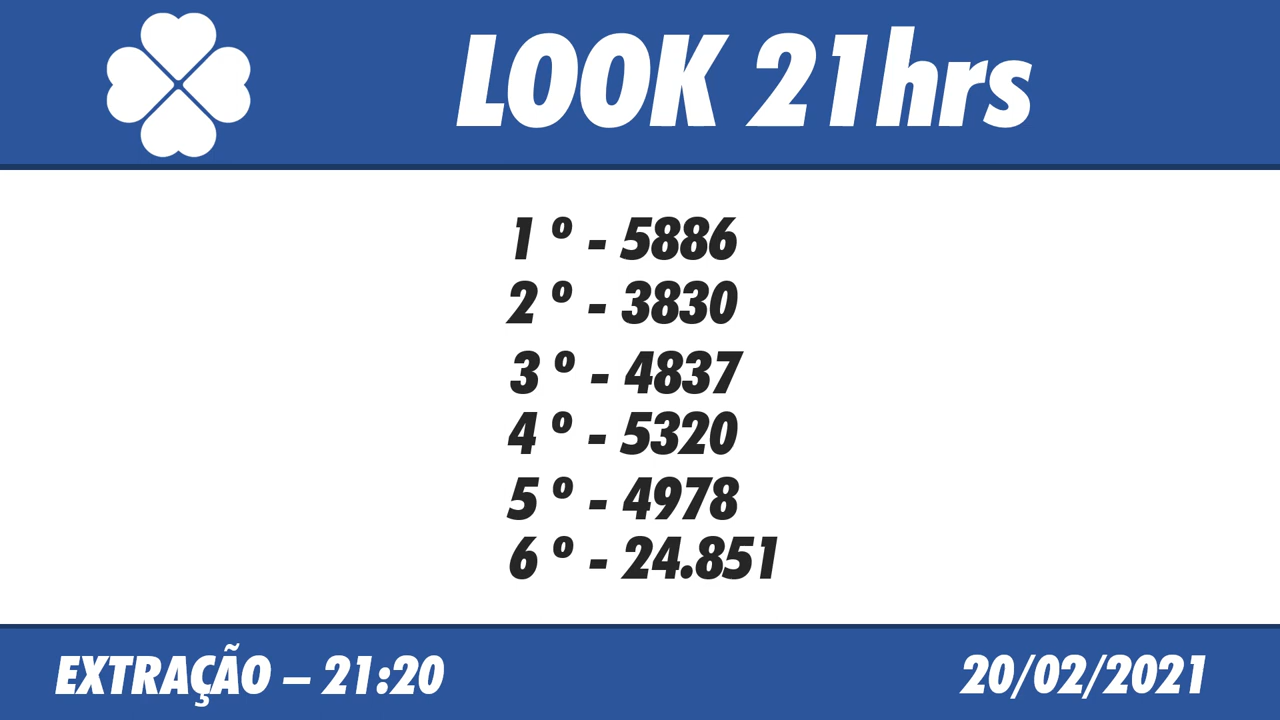 LOOK 21hrs
1 º - 5886
2 º - 3830
3 º - 4837
4 º - 5320
5 º - 4978
6 º - 24.851
EXTRAÇÃO – 21:20
20/02/2021